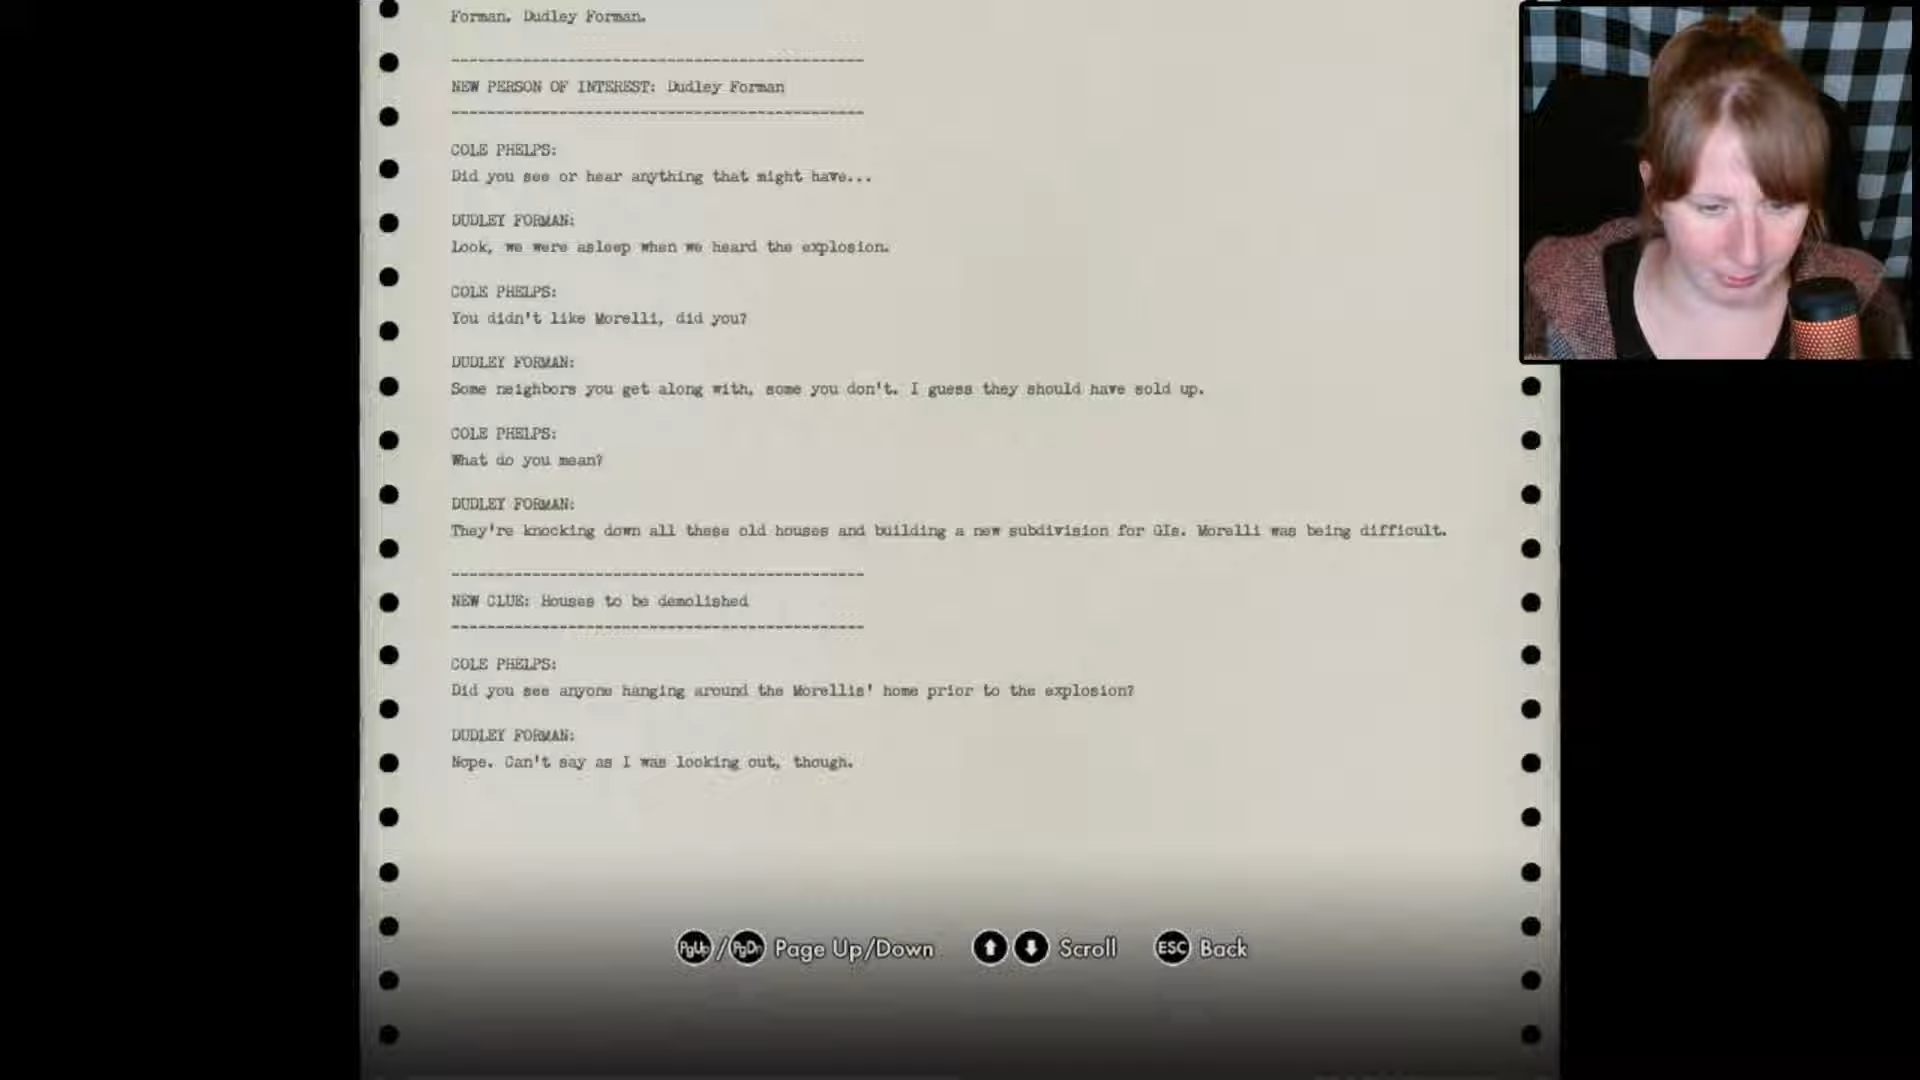 Forman. Dudley Forman.
----------------------------------------------
NEW PERSON OF INTEREST: Dudley Forman
----------------------------------------------
COLE PHELPS:
Did you see or hear anything that might have...
DUDLEY FORMAN:
Look, we were asleep when we heard the explosion.
COLE PHELPS:
You didn't like Morelli, did you?
DUDLEY FORMAN:
Some neighbors you get along with, some you don't. I guess they should have sold up.
COLE PHELPS:
What do you mean?
DUDLEY FORMAN:
They're knocking down all these old houses and building a new subdivision for GIs. Morelli was being difficult.
----------------------------------------------
NEW CLUE: Houses to be demolished
----------------------------------------------
COLE PHELPS:
Did you see anyone hanging around the Morellis' home prior to the explosion?
DUDLEY FORMAN:
Nope. Can't say as I was looking out, though.
PgUp/PgDn Page Up/Down Scroll ESC Back